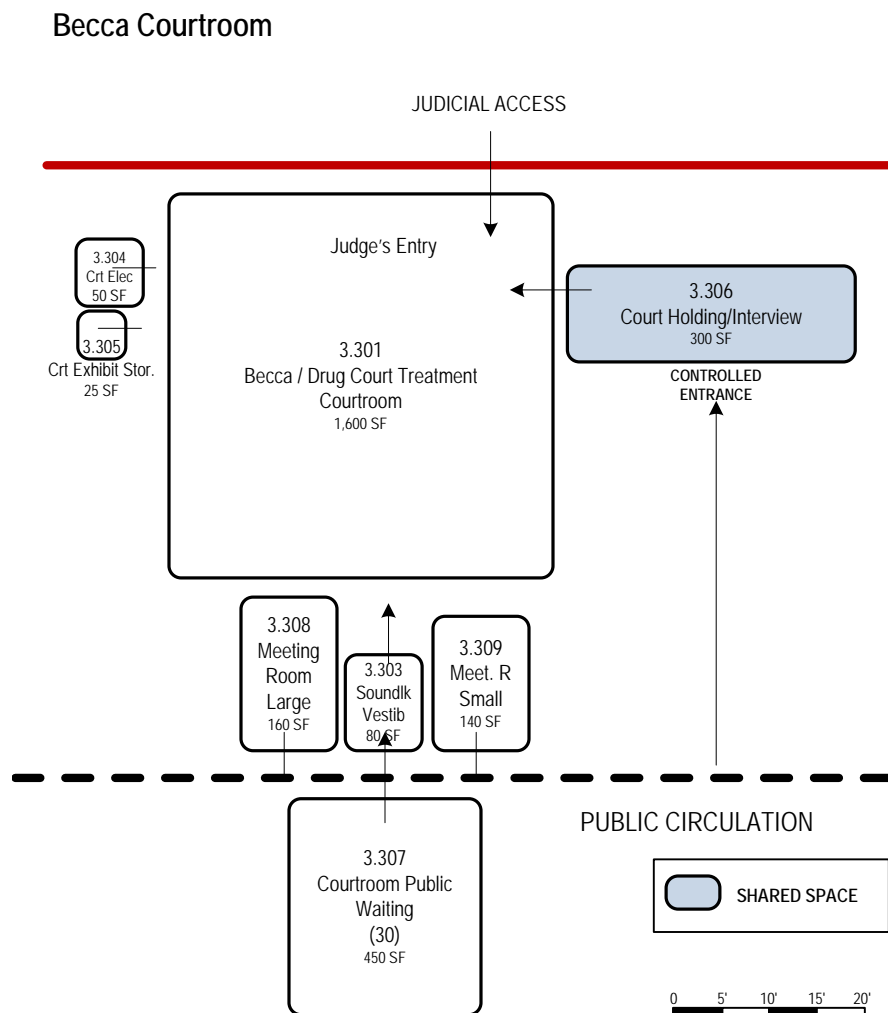 Becca Courtroom
JUDICIAL ACCESS
Judge's Entry
3.304
Crt Elec
50 SF
3.305
Crt Exhibit Stor.
25 SF
3.301
Becca / Drug Court Treatment
Courtroom
1,600 SF
3.306
Court Holding/Interview
300 SF
CONTROLLED
ENTRANCE
3.308
Meeting
Room
Large
160 SF
3.303
Soundlk
Vestib
80 SF
3.309
Meet. R
Small
140 SF
PUBLIC CIRCULATION
3.307
Courtroom Public
Waiting
(30)
450 SF
SHARED SPACE
0 5' 10' 15' 20'